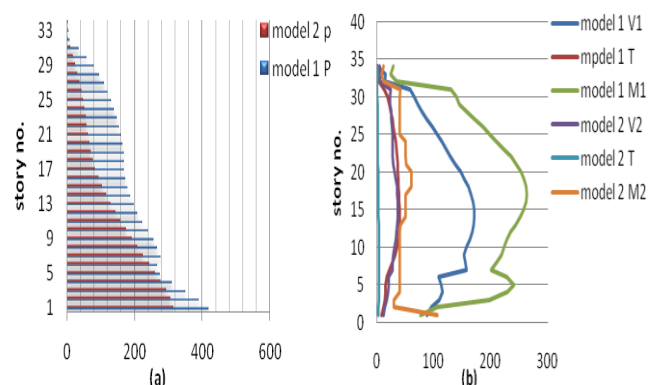 33
29
25
21
17
13
9
5
1
story no.
0
200
400
600
(a)
model 2 p
model 1 P
40
35
30
25
20
15
10
5
0
story no.
0
100
200
300
(b)
model 1 V1
mpdel 1 T
model 1 M1
model 2 V2
model 2 T
model 2 M2